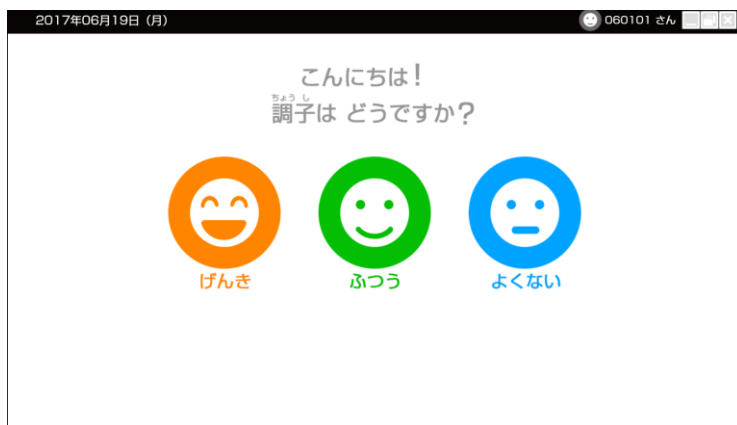 2017年06月19日（月）
060101 さん
こんにちは！
ちょうし
調子は どうですか？
げんき
ふつう
よくない